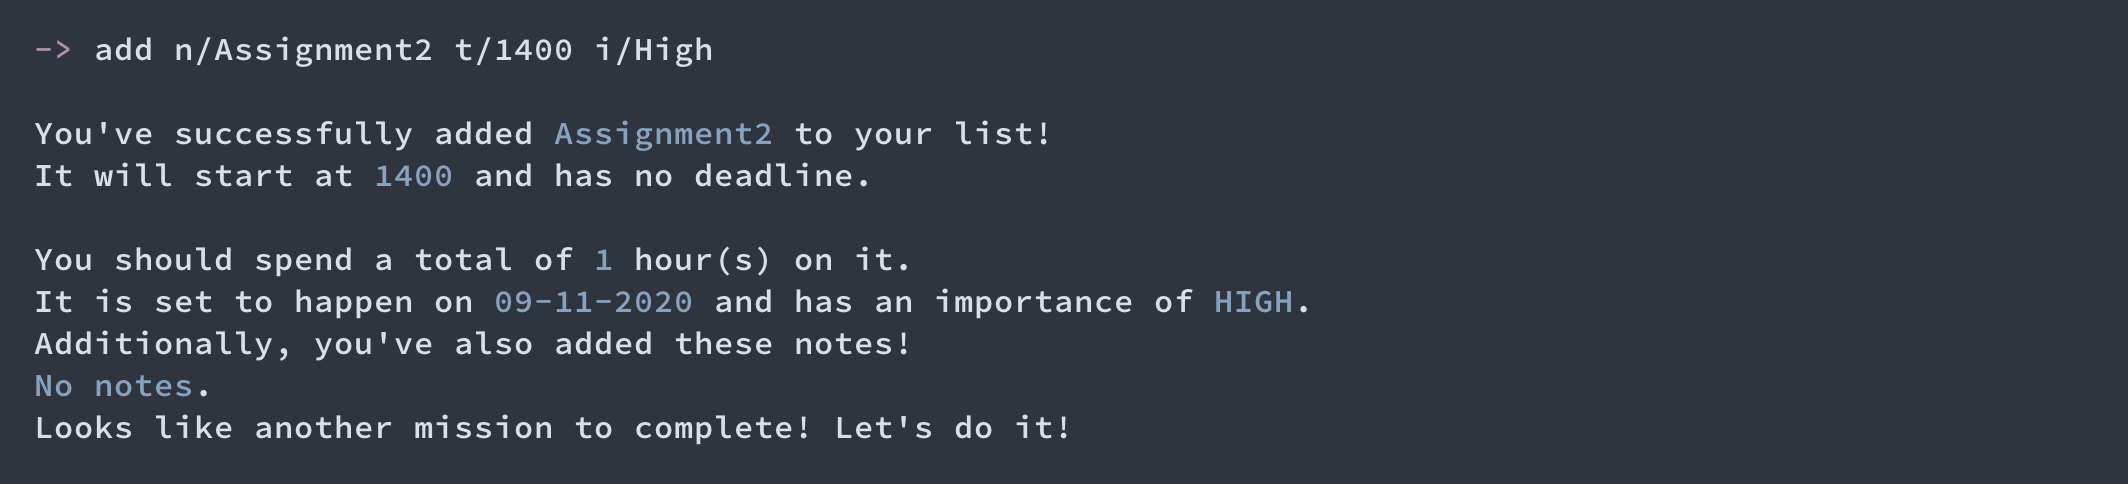 -> add n/Assignment2 t/1400 i/High
You've successfully added Assignment2 to your list!
It will start at 1400 and has no deadline.
You should spend a total of 1 hour(s) on it.
It is set to happen on 09-11-2020 and has an importance of HIGH.
Additionally, you've also added these notes!
No notes.
Looks like another mission to complete! Let's do it!